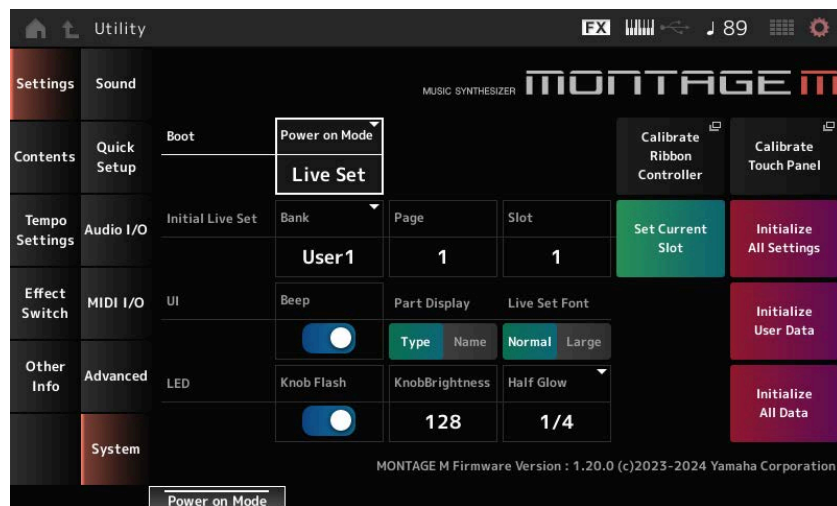 Utility
FX
♩ 89
Settings
Sound
MUSIC SYNTHESIZER MONTAGE M
Contents
Quick
Setup
Boot
Power on Mode
Live Set
Calibrate
Ribbon
Controller
Calibrate
Touch Panel
Tempo
Settings
Audio I/O
Initial Live Set
Bank
User1
Page
1
Slot
1
Set Current
Slot
Initialize
All Settings
Effect
Switch
MIDI I/O
UI
Beep
Part Display
Type Name
Live Set Font
Normal Large
Initialize
User Data
Other
Info
Advanced
LED
Knob Flash
KnobBrightness
128
Half Glow
1/4
Initialize
All Data
System
MONTAGE M Firmware Version : 1.20.0 (c)2023-2024 Yamaha Corporation
Power on Mode